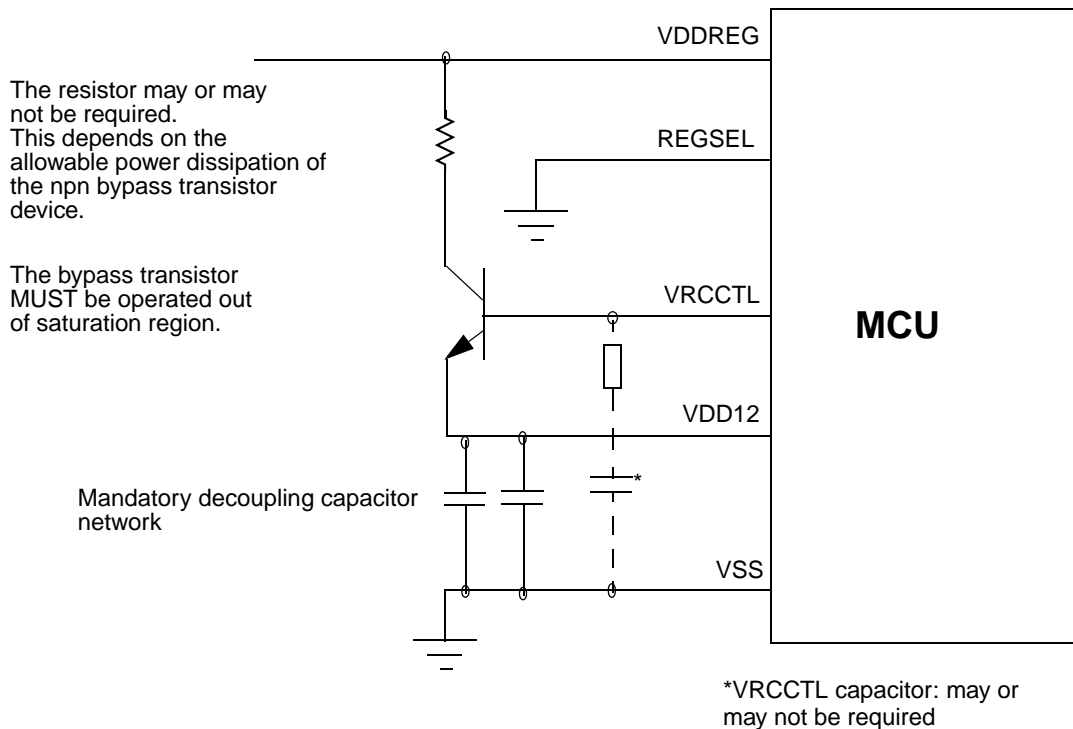 VDDREG
The resistor may or may
not be required.
This depends on the
allowable power dissipation of
the npn bypass transistor
device.
REGSEL
The bypass transistor
MUST be operated out
of saturation region.
VRCCTL
MCU
VDD12
*
Mandatory decoupling capacitor
network
VSS
*VRCCTL capacitor: may or
may not be required